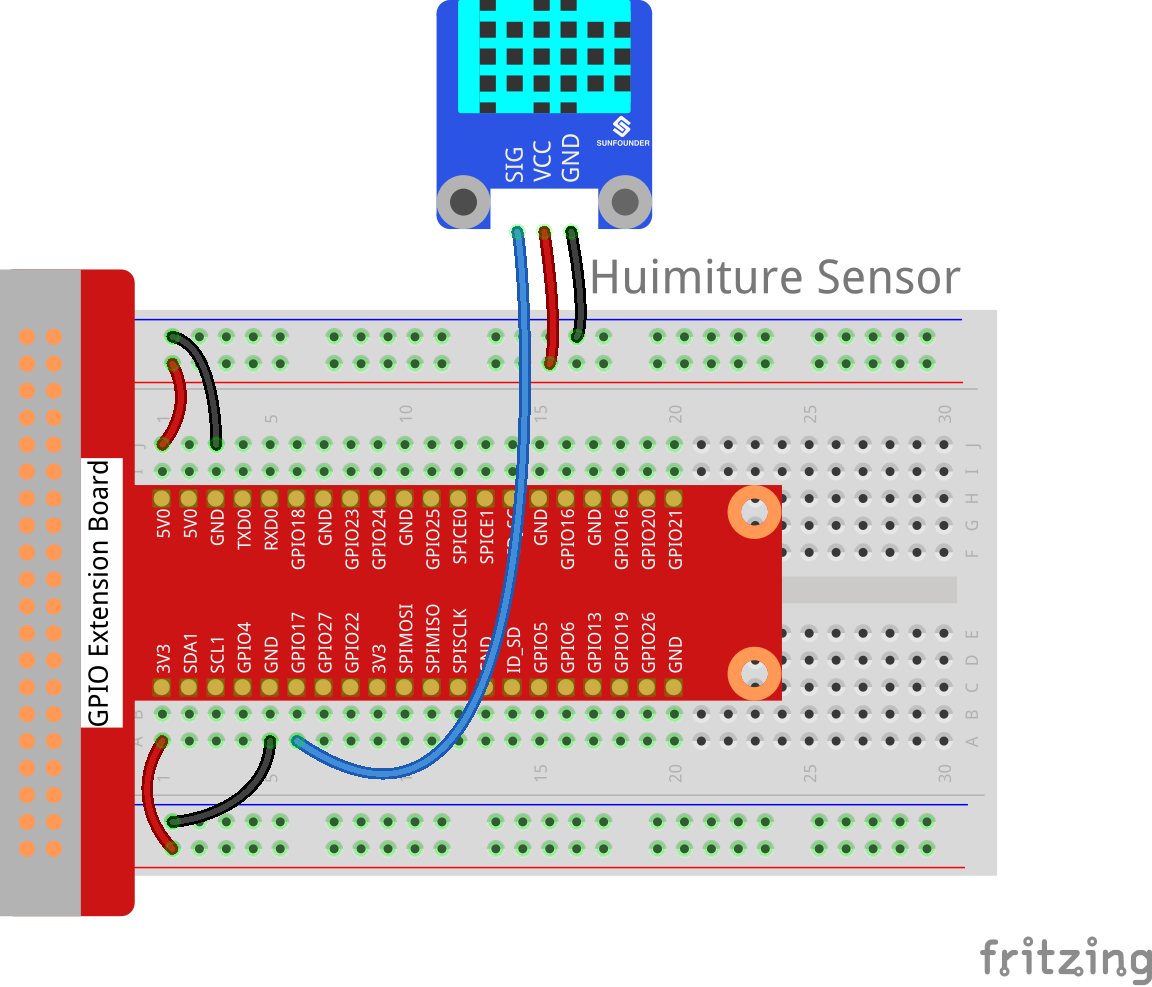 SIG
VCC
GND
SUNFOUNDER
Huimiture Sensor
1 5 10 15 20 25 30
J J
I I
GPIO Extension Board
5V0 5V0 GND TXD0 RXD0 GPIO18 GND GPIO23 GPIO24 GND GPIO25 SPICE0 SPICE1 GND GPIO16 GND GPIO16 GPIO20 GPIO21
H
G
F
3V3 SDA1 SCL1 GPIO4 GND GPIO17 GPIO27 GPIO22 3V3 SPIMOSI SPIMISO SPISCLK GND ID_SD GPIO5 GPIO6 GPIO13 GPIO19 GPIO26 GND
E
D
C
B B
A A
1 5 15 20 25 30
fritzing